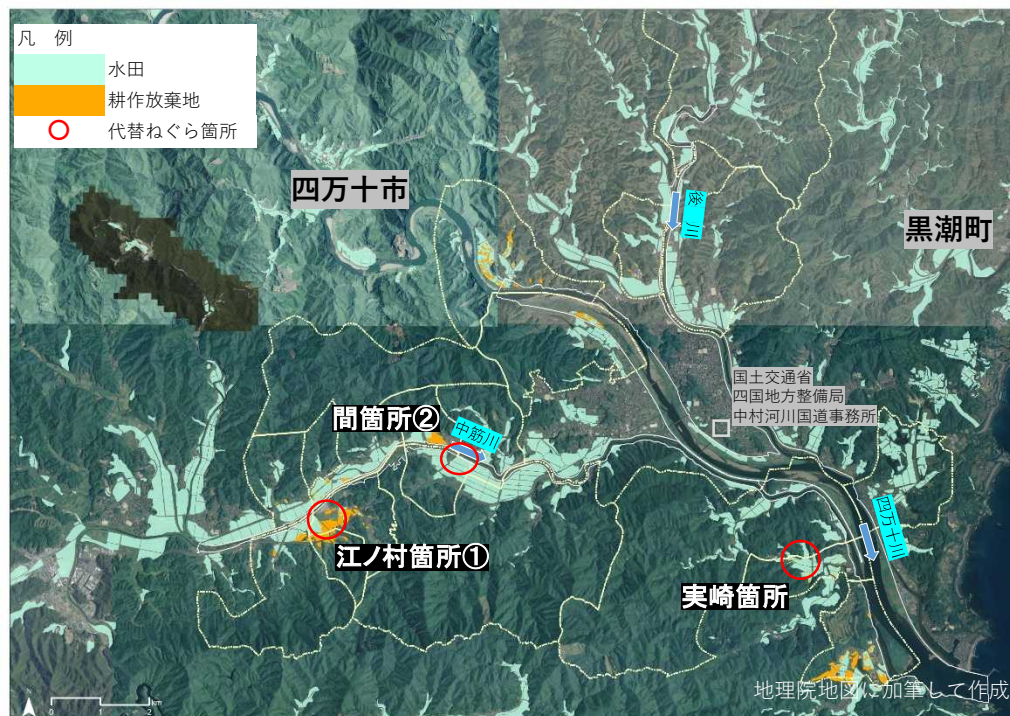 凡　例
水田
耕作放棄地
代替ねぐら箇所
四万十市
後川
黒潮町
国土交通省
四国地方整備局
中村河川国道事務所
間箇所②
中筋川
四万十川
江ノ村箇所①
実崎箇所
地理院地図に加筆して作成
N
0 1 2 km